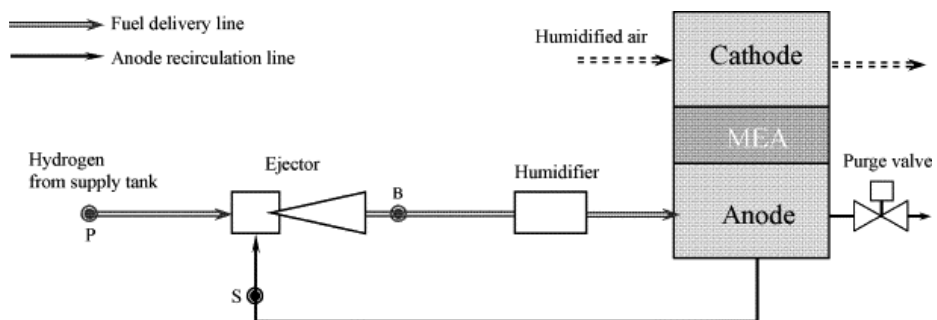 Fuel delivery line
Anode recirculation line
Humidified air
Cathode
MEA
Hydrogen
from supply tank
Ejector
Humidifier
Purge valve
B
Anode
P
S